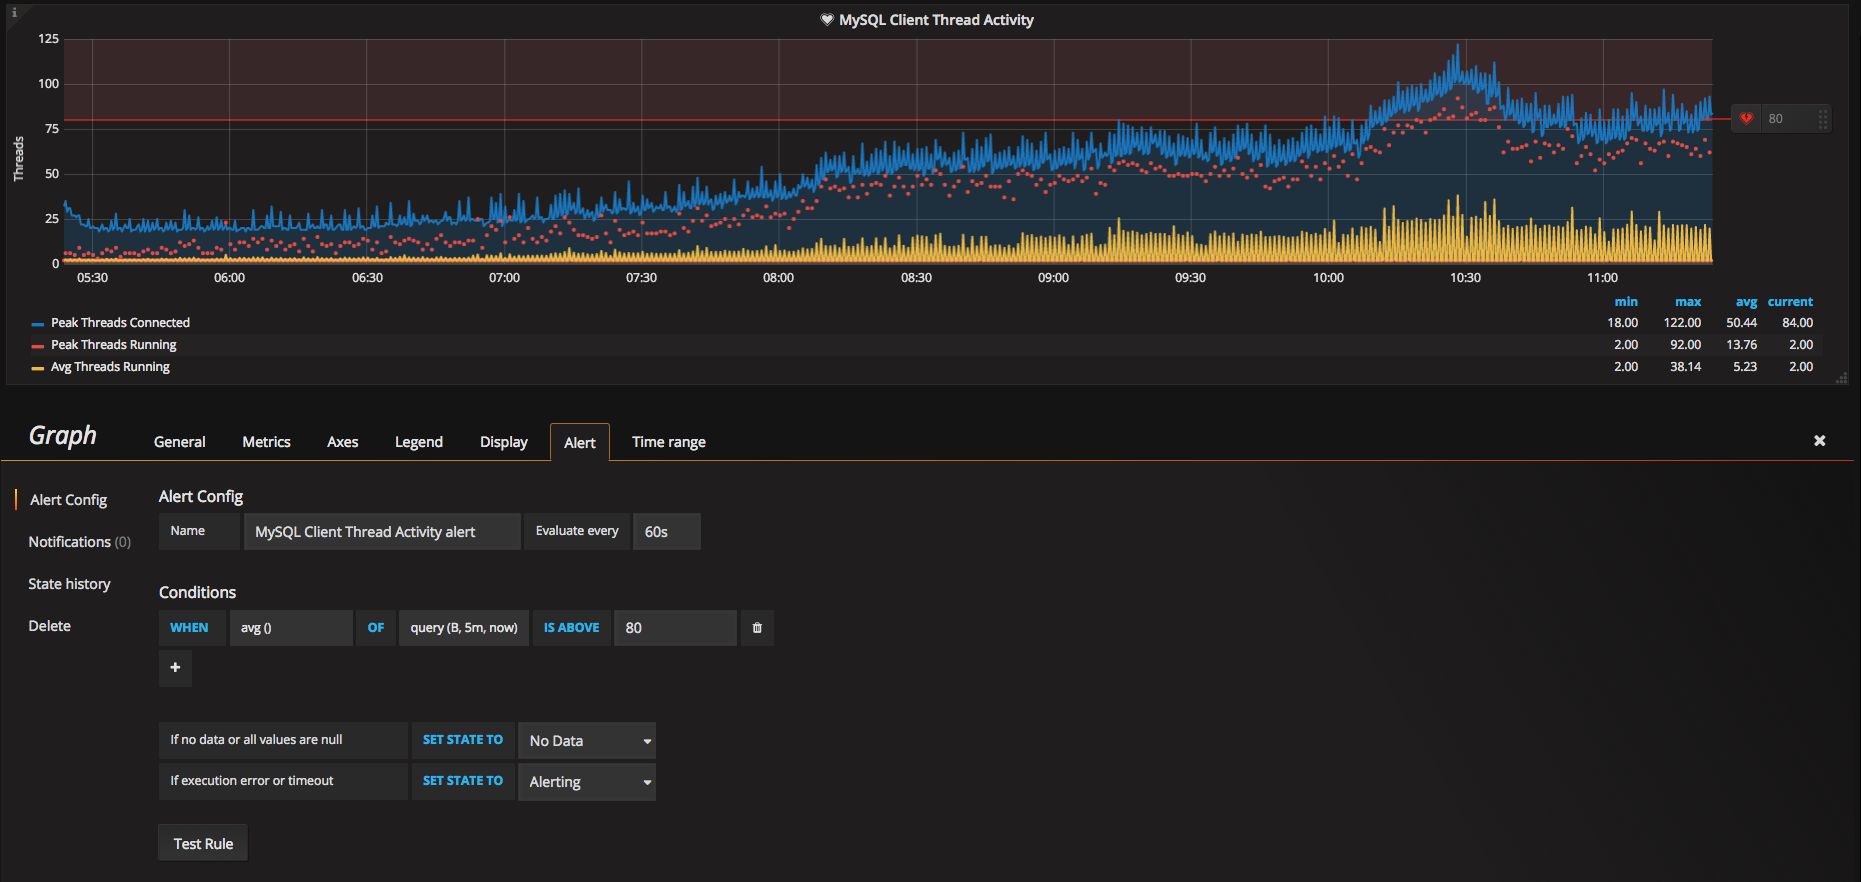 i
MySQL Client Thread Activity
125
100
75
50
25
0
Threads
80
05:30 06:00 06:30 07:00 07:30 08:00 08:30 09:00 09:30 10:00 10:30 11:00
min max avg current
Peak Threads Connected 18.00 122.00 50.44 84.00
Peak Threads Running 2.00 92.00 13.76 2.00
Avg Threads Running 2.00 38.14 5.23 2.00
Graph General Metrics Axes Legend Display Alert Time range
Alert Config
Notifications (0)
State history
Delete
Alert Config
Name MySQL Client Thread Activity alert Evaluate every 60s
Conditions
WHEN avg () OF query (B, 5m, now) IS ABOVE 80
+
If no data or all values are null SET STATE TO No Data
If execution error or timeout SET STATE TO Alerting
Test Rule